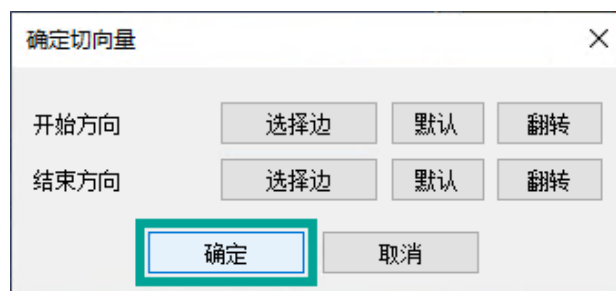 确定切向量
开始方向 选择边 默认 翻转
结束方向 选择边 默认 翻转
确定 取消